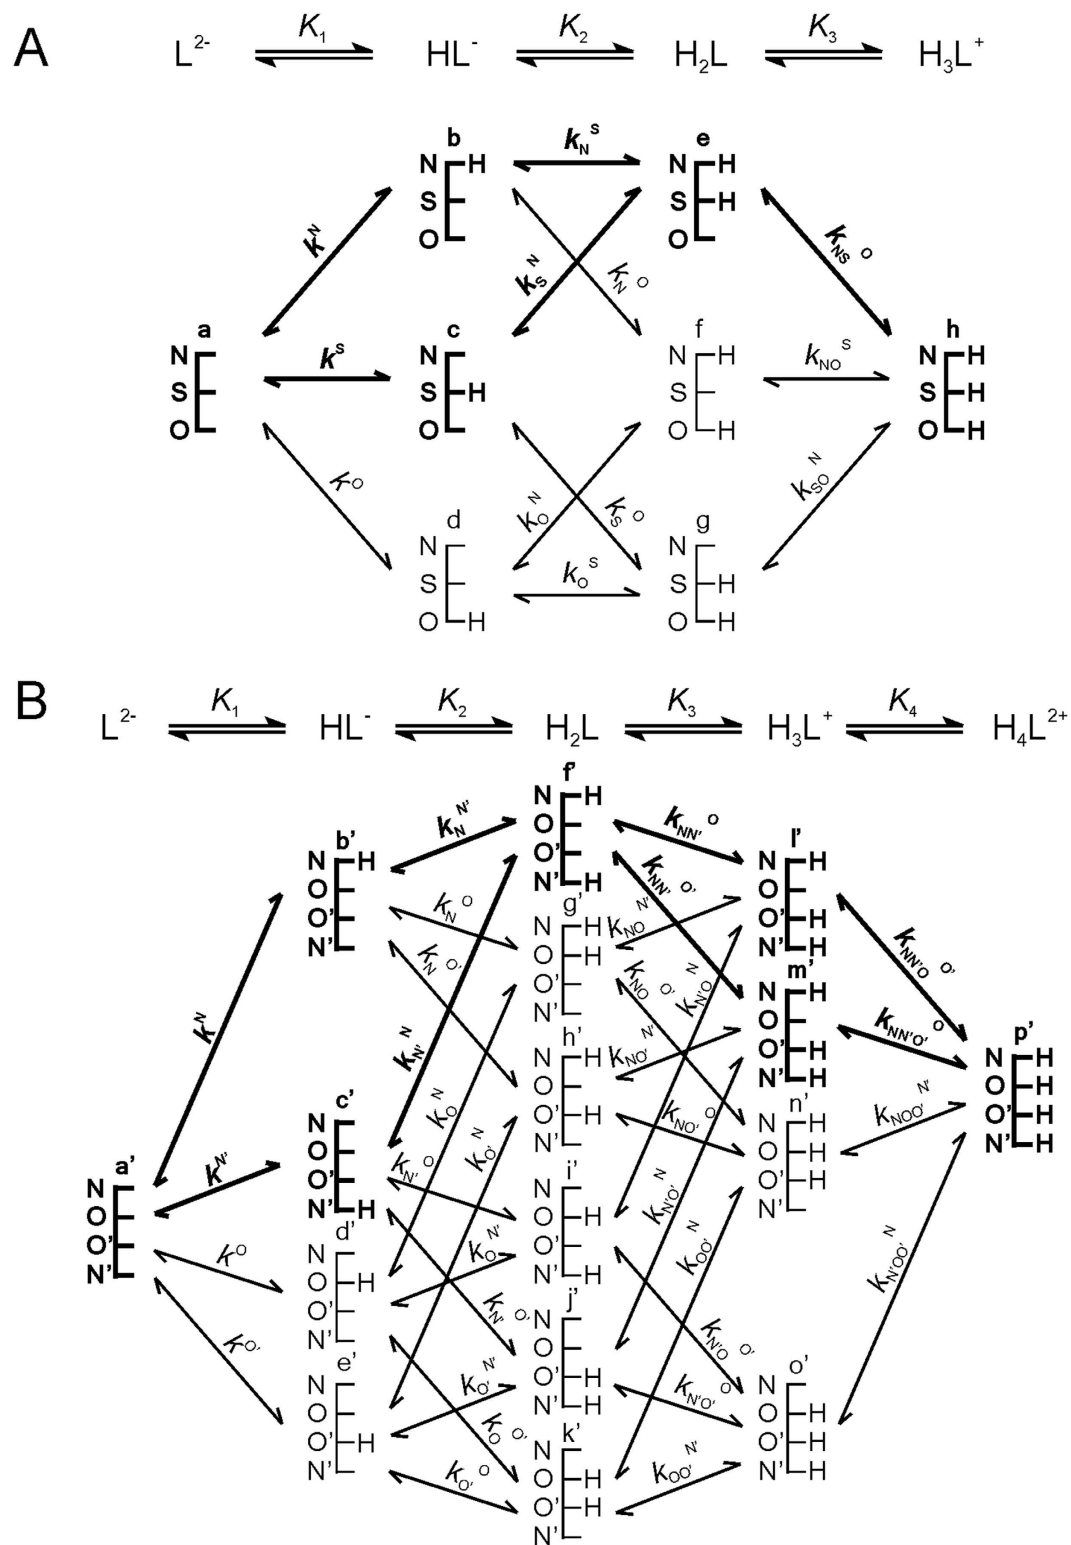 A
L²⁻ K₁ HL⁻ K₂ H₂L K₃ H₃L⁺
b kNˢ e
N H N H
S S H
O O
kᴺ kSᴺ kNᴼ kNSᴼ
a c f h
N kˢ N N H kNOˢ N H
S S H S S H
O O O H O H
kᴼ kOᴺ kSᴼ kSOᴺ
d g
N N
S kOˢ S H
O H O H
B
L²⁻ K₁ HL⁻ K₂ H₂L K₃ H₃L⁺ K₄ H₄L²⁺
f'
N H
O
O'
N' H
kNᴺ' kNN'ᴼ
b' l'
N H N H
O O
O' O' H
N' N' H
kNᴼ kNN'ᴼ' kNOᴺ'
g'
N H
O H
O'
N'
kNᴼ' kNOᴼ' kN'Oᴺ kNN'Oᴼ'
kᴺ kN'ᴺ
m'
N H
O
O' H
N' H
h'
N H
O
O' H
N'
kNO'ᴺ' kNN'O'ᴼ
p'
N H
O H
O' H
N' H
kOᴺ kO'ᴺ kNO'ᴼ kNOO'ᴺ'
c' n'
N N H
O O H
O' O' H
N' H N'
a' kᴺ' kN'ᴼ
N
O
O'
N'
i'
N
O H
O'
N' H
kN'O'ᴺ kOO'ᴺ kN'OO'ᴺ
kᴼ kOᴺ'
d'
N
O H
O'
N'
kN'ᴼ' kN'Oᴼ'
j'
N
O
O' H
N' H
kᴼ' kO'ᴺ' kN'O'ᴼ
e' o'
N N
O O H
O' H O' H
N' N' H
kOᴼ' kO'ᴼ kOO'ᴺ'
k'
N
O H
O' H
N'